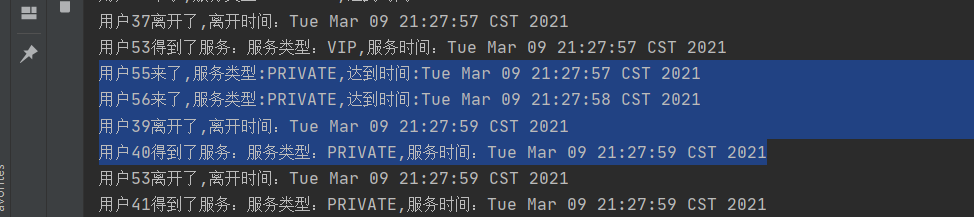 用户37离开了,离开时间：Tue Mar 09 21:27:57 CST 2021
用户53得到了服务：服务类型：VIP,服务时间：Tue Mar 09 21:27:57 CST 2021
用户55来了,服务类型:PRIVATE,达到时间:Tue Mar 09 21:27:57 CST 2021
用户56来了,服务类型:PRIVATE,达到时间:Tue Mar 09 21:27:58 CST 2021
用户39离开了,离开时间：Tue Mar 09 21:27:59 CST 2021
用户40得到了服务：服务类型：PRIVATE,服务时间：Tue Mar 09 21:27:59 CST 2021
用户53离开了,离开时间：Tue Mar 09 21:27:59 CST 2021
用户41得到了服务：服务类型：PRIVATE,服务时间：Tue Mar 09 21:27:59 CST 2021